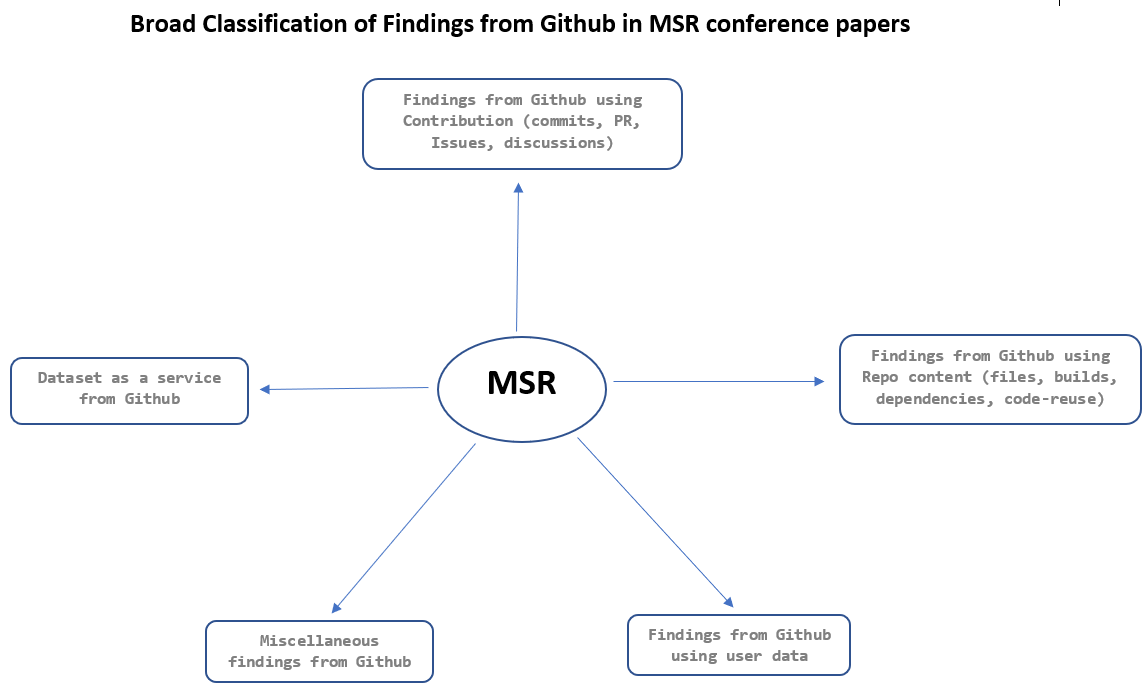 Broad Classification of Findings from Github in MSR conference papers
Findings from Github using
Contribution (commits, PR,
Issues, discussions)
MSR
Dataset as a service
from Github
Findings from Github using
Repo content (files, builds,
dependencies, code-reuse)
Miscellaneous
findings from Github
Findings from Github
using user data